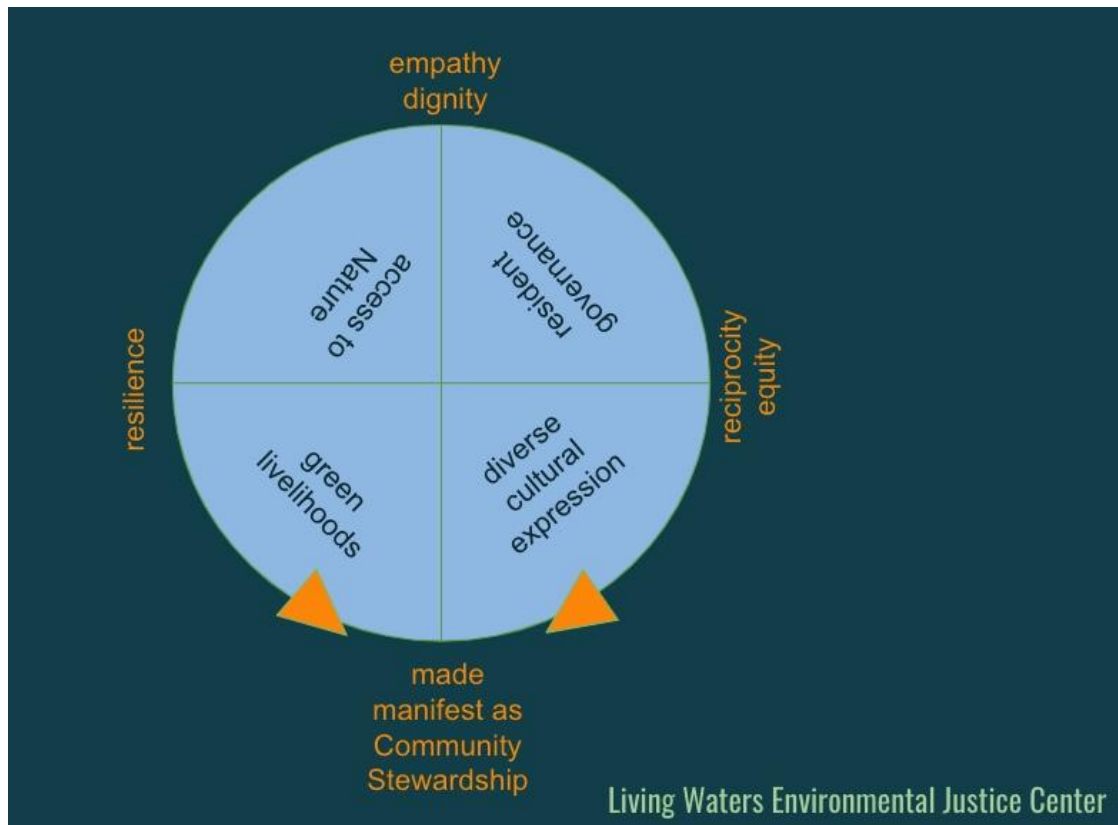 empathy
dignity
access to
Nature
resident
governance
resilience
reciprocity
equity
green
livelihoods
diverse
cultural
expression
made
manifest as
Community
Stewardship
Living Waters Environmental Justice Center